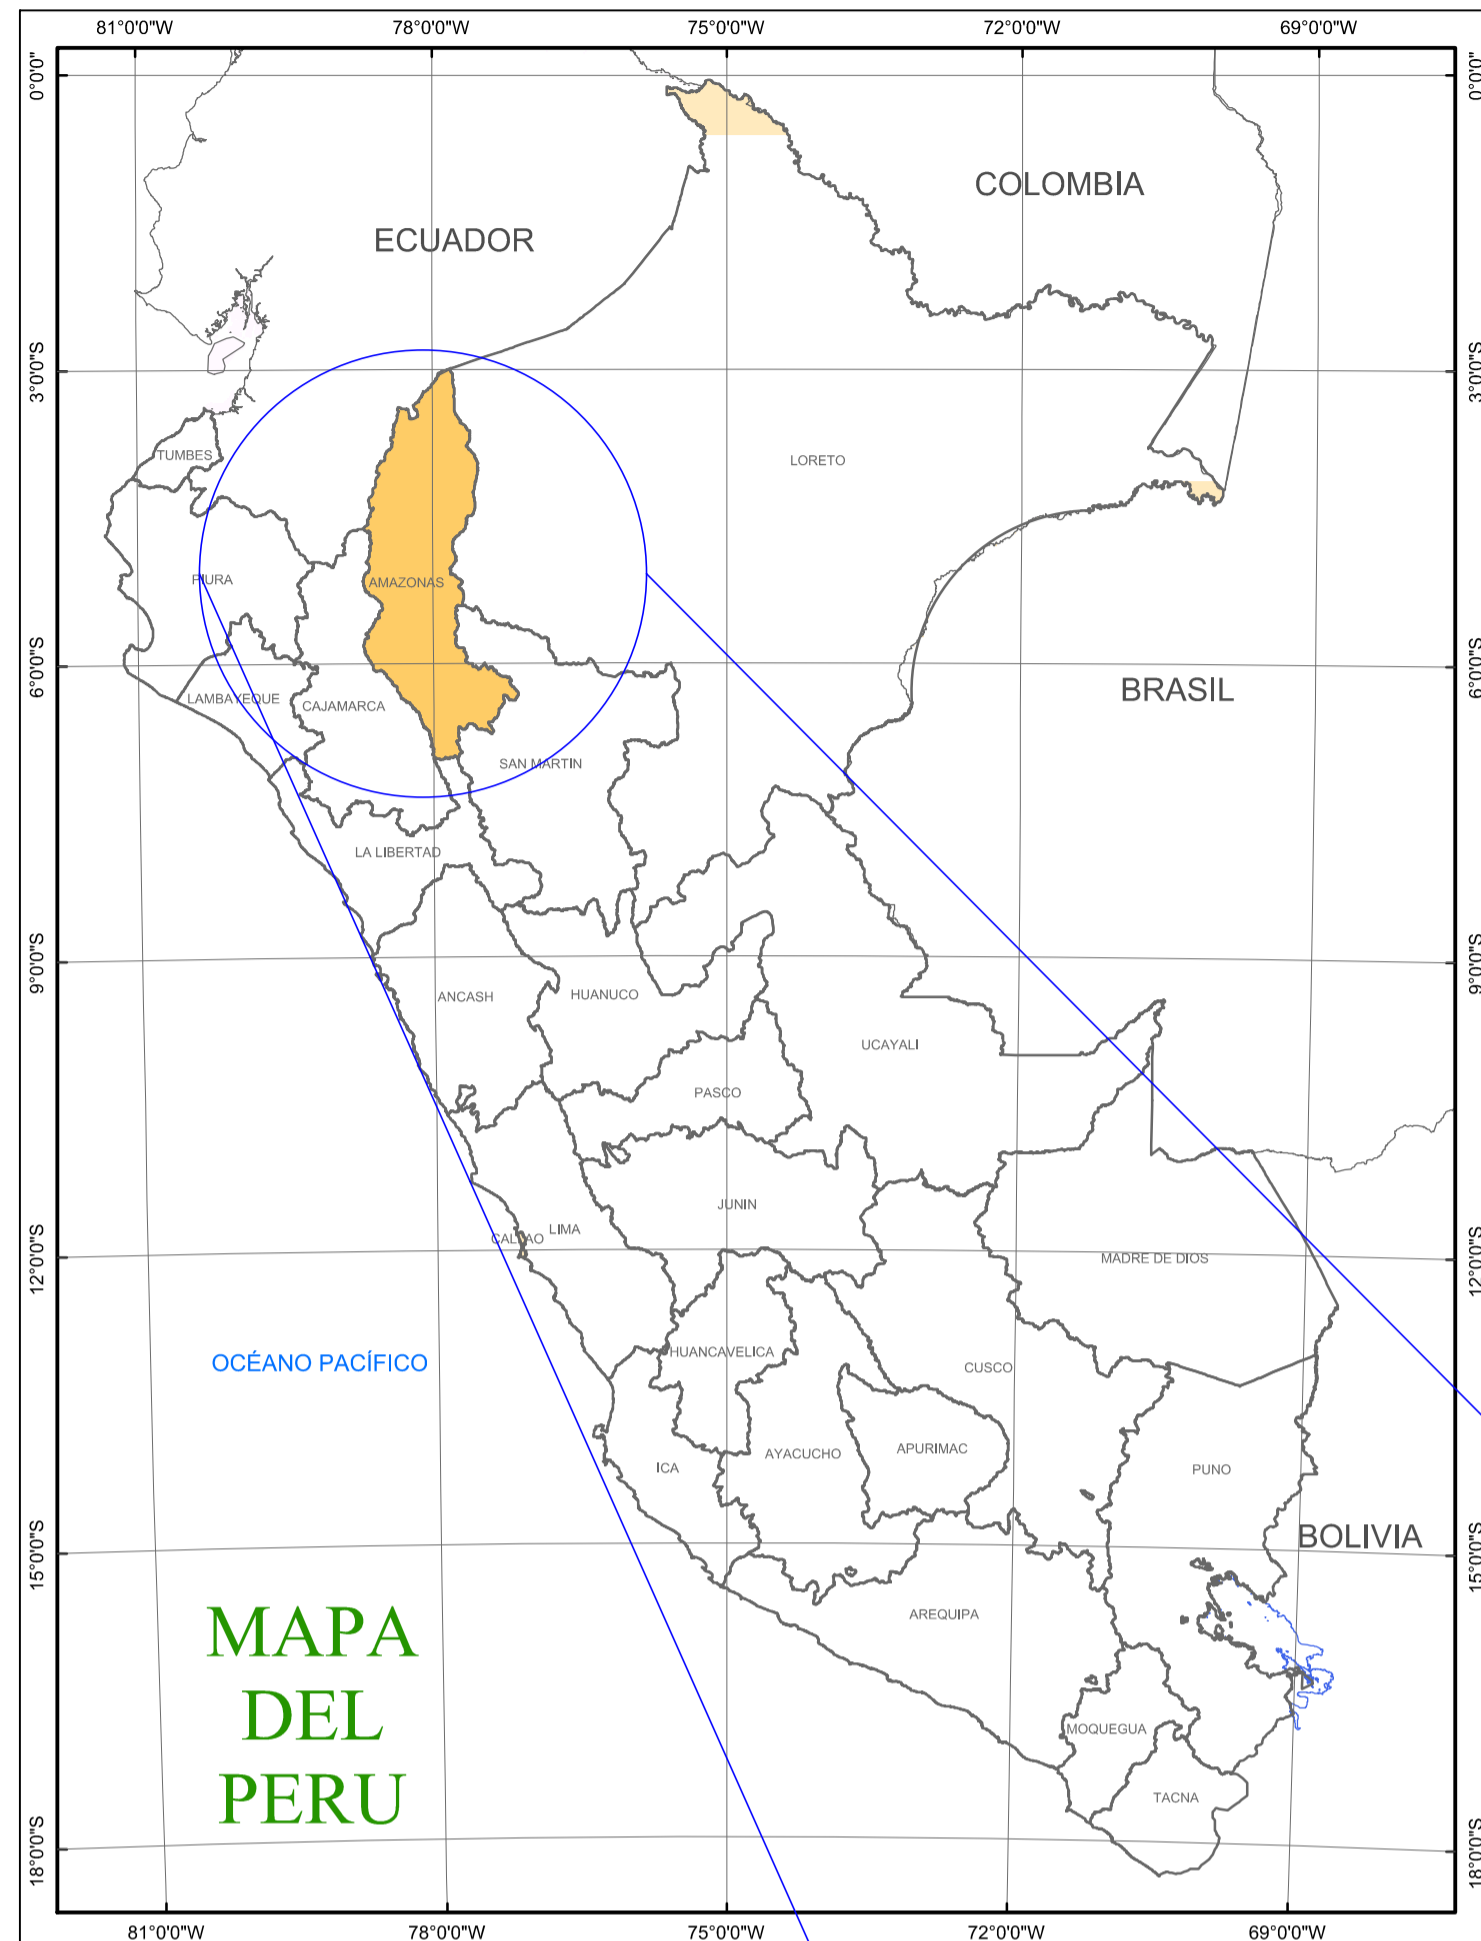 81°0'0"W 78°0'0"W 75°0'0"W 72°0'0"W 69°0'0"W
0°0'0" 0°0'0"
COLOMBIA
ECUADOR
3°0'0"S 3°0'0"S
TUMBES
LORETO
PIURA
AMAZONAS
6°0'0"S 6°0'0"S
BRASIL
LAMBAYEQUE
CAJAMARCA
SAN MARTIN
LA LIBERTAD
9°0'0"S 9°0'0"S
ANCASH
HUANUCO
UCAYALI
PASCO
JUNIN
LIMA
CALLAO
12°0'0"S 12°0'0"S
MADRE DE DIOS
HUANCAVELICA
OCÉANO PACÍFICO
CUSCO
AYACUCHO
APURIMAC
ICA
PUNO
BOLIVIA
15°0'0"S 15°0'0"S
AREQUIPA
MAPA
DEL
PERU
MOQUEGUA
TACNA
18°0'0"S 18°0'0"S
81°0'0"W 78°0'0"W 75°0'0"W 72°0'0"W 69°0'0"W